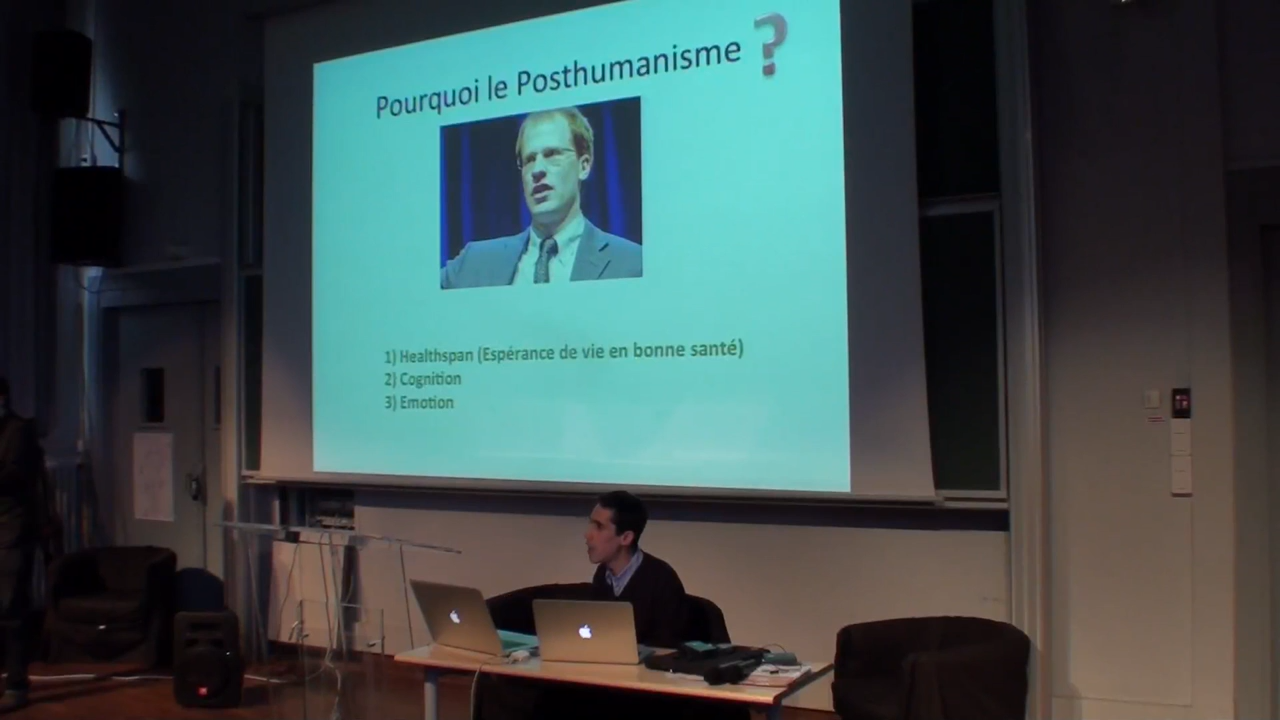 Pourquoi le Posthumanisme ?
1) Healthspan (Espérance de vie en bonne santé)
2) Cognition
3) Emotion